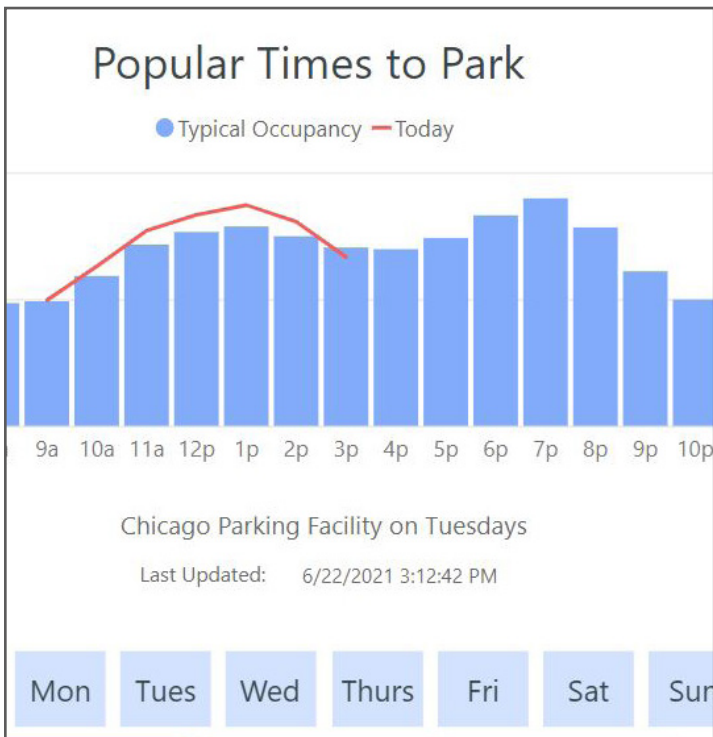 Popular Times to Park
Typical Occupancy Today
9a 10a 11a 12p 1p 2p 3p 4p 5p 6p 7p 8p 9p 10p
Chicago Parking Facility on Tuesdays
Last Updated: 6/22/2021 3:12:42 PM
Mon Tues Wed Thurs Fri Sat Sun